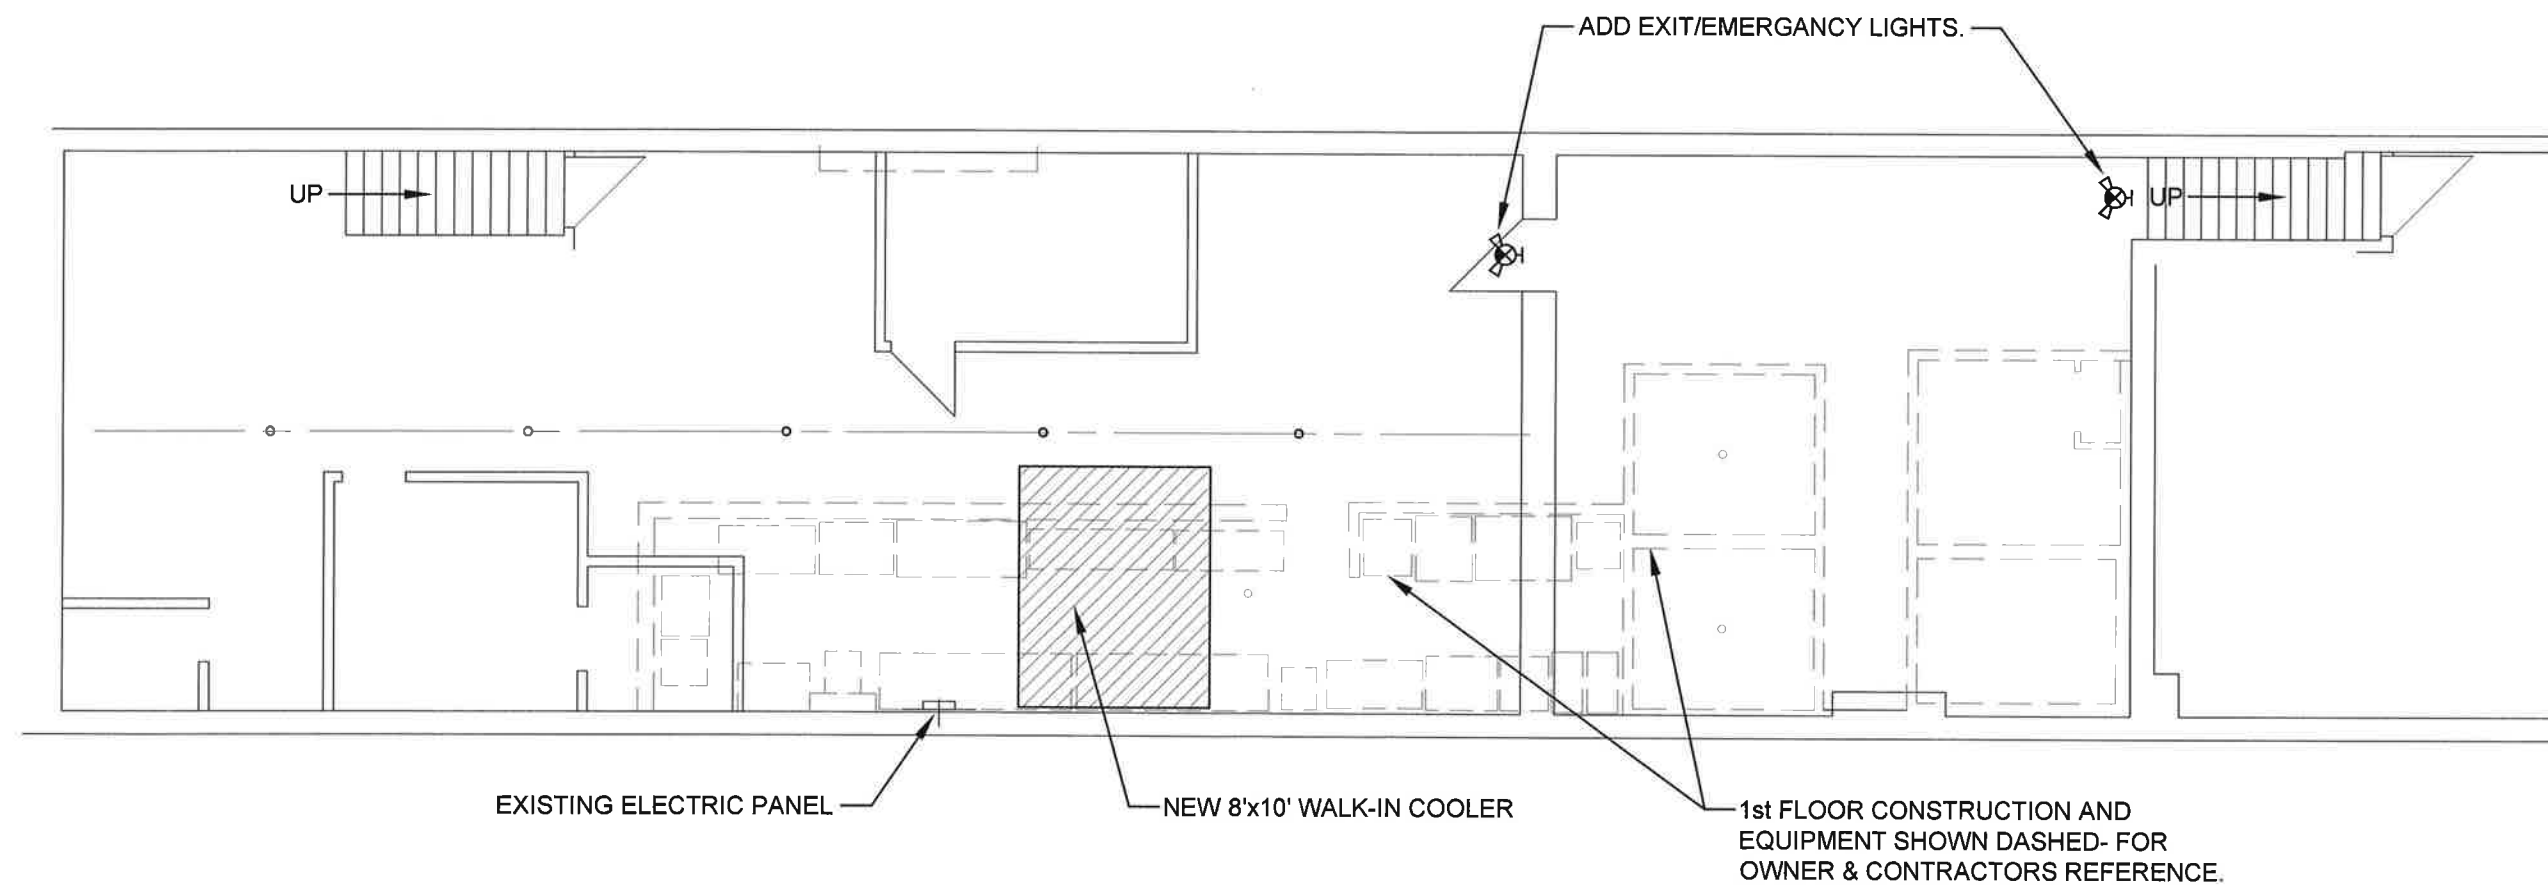 ADD EXIT/EMERGANCY LIGHTS.
UP
UP
EXISTING ELECTRIC PANEL
NEW 8'x10' WALK-IN COOLER
1st FLOOR CONSTRUCTION AND
EQUIPMENT SHOWN DASHED- FOR
OWNER & CONTRACTORS REFERENCE.